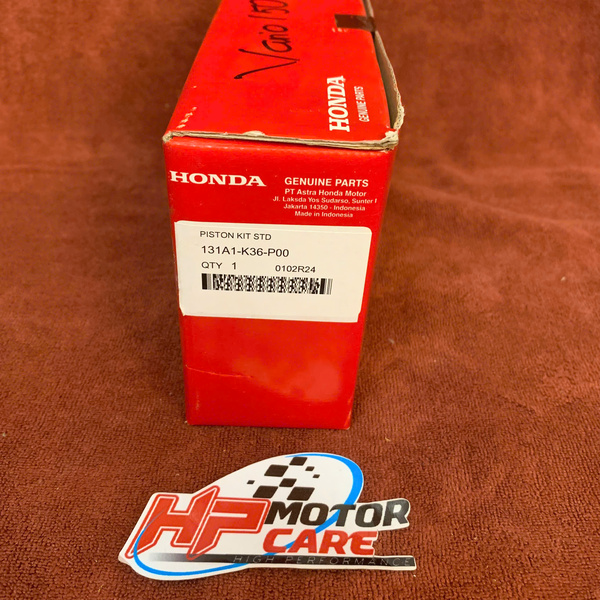 Vario 150
HONDA
GENUINE PARTS
HONDA
GENUINE PARTS
PT Astra Honda Motor
Jl. Laksda Yos Sudarso, Sunter I
Jakarta 14350 - Indonesia
Made in Indonesia
PISTON KIT STD
131A1-K36-P00
QTY 1 0102R24
HP MOTOR
CARE
HIGH PERFORMANCE